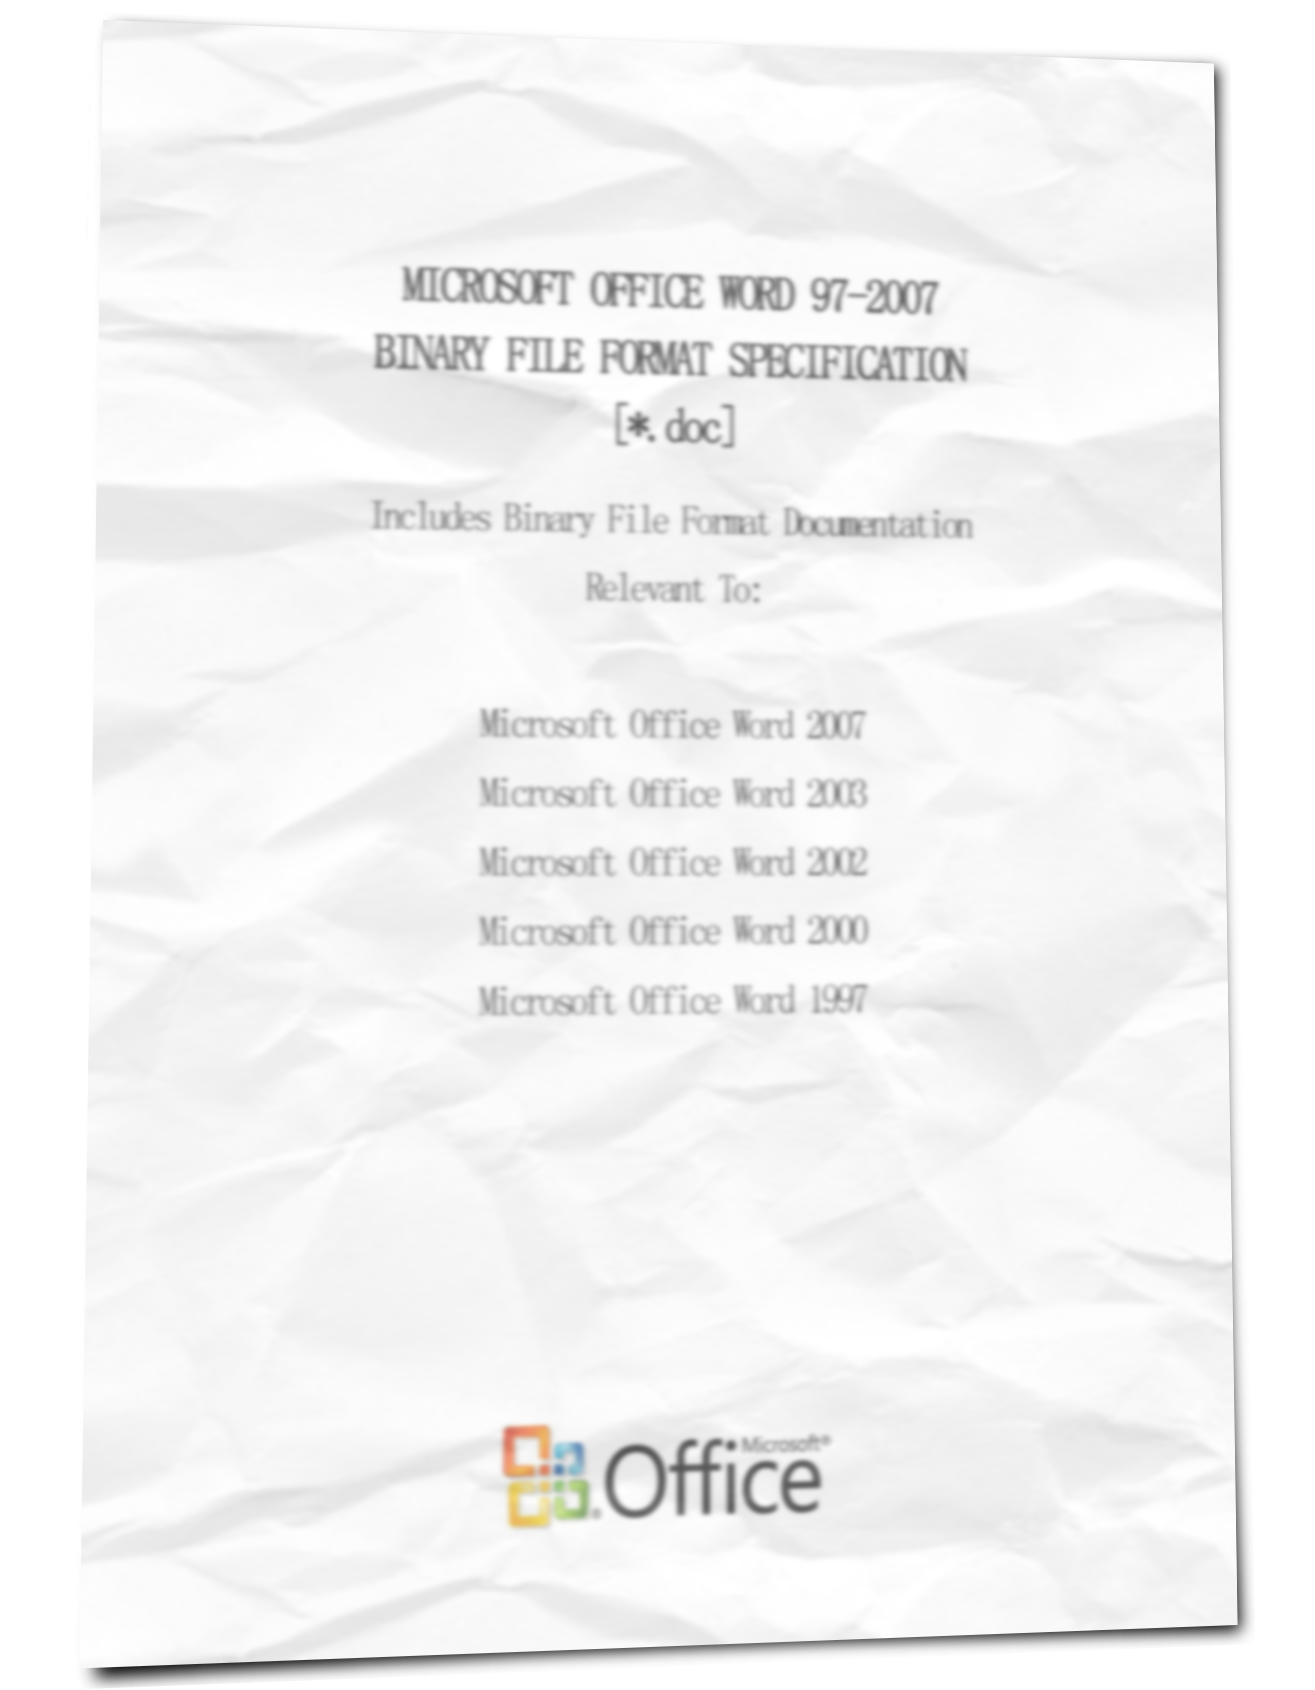 MICROSOFT OFFICE WORD 97-2007
BINARY FILE FORMAT SPECIFICATION
[*.doc]
Includes Binary File Format Documentation
Relevant To:
Microsoft Office Word 2007
Microsoft Office Word 2003
Microsoft Office Word 2002
Microsoft Office Word 2000
Microsoft Office Word 1997
Microsoft®
Office